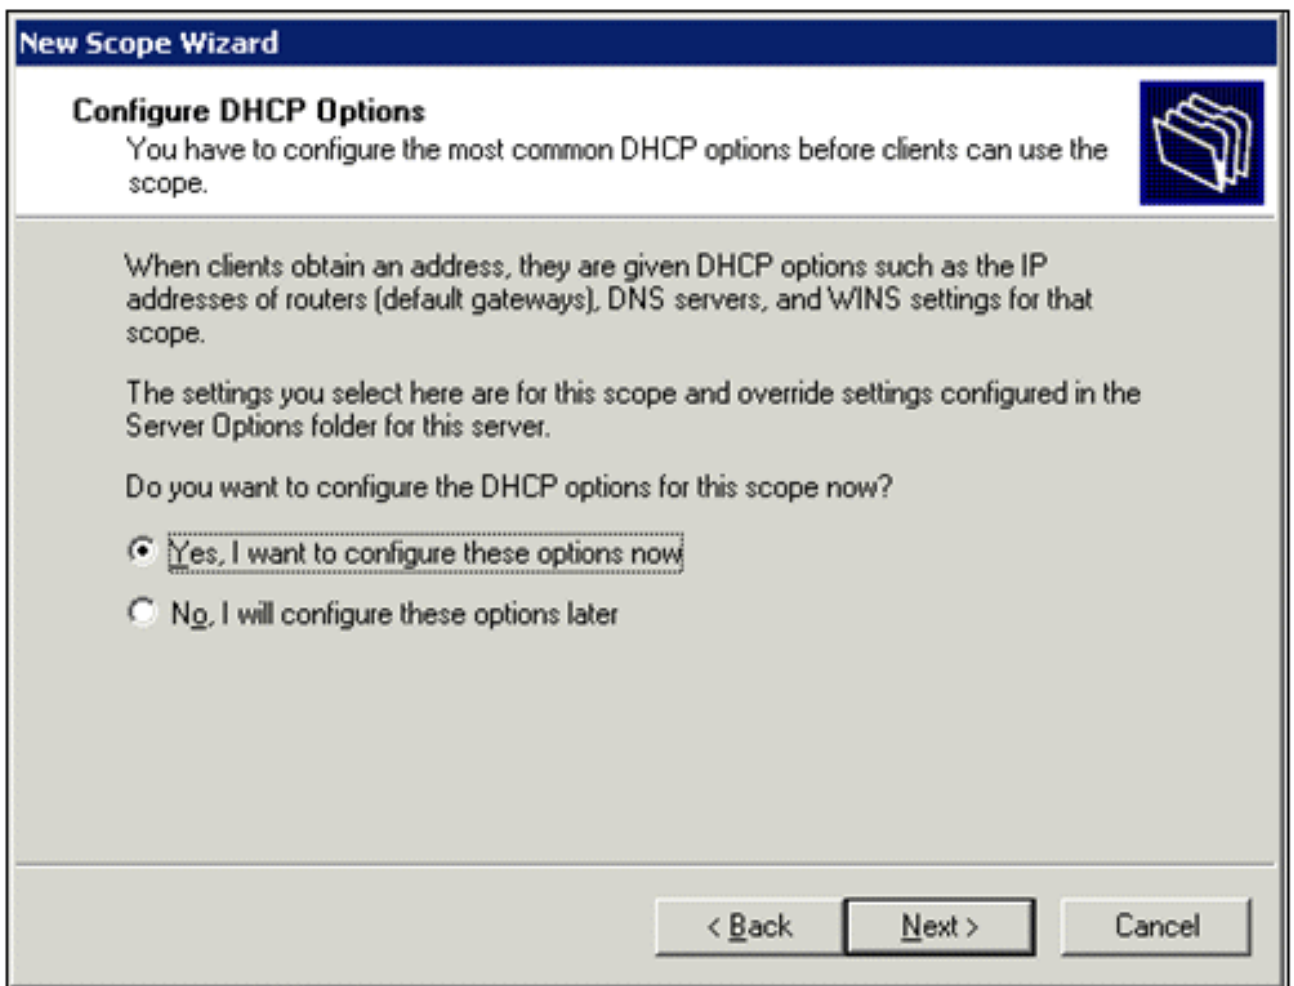 New Scope Wizard
Configure DHCP Options
You have to configure the most common DHCP options before clients can use the
scope.
When clients obtain an address, they are given DHCP options such as the IP
addresses of routers (default gateways), DNS servers, and WINS settings for that
scope.
The settings you select here are for this scope and override settings configured in the
Server Options folder for this server.
Do you want to configure the DHCP options for this scope now?
Yes, I want to configure these options now
No, I will configure these options later
< Back Next > Cancel